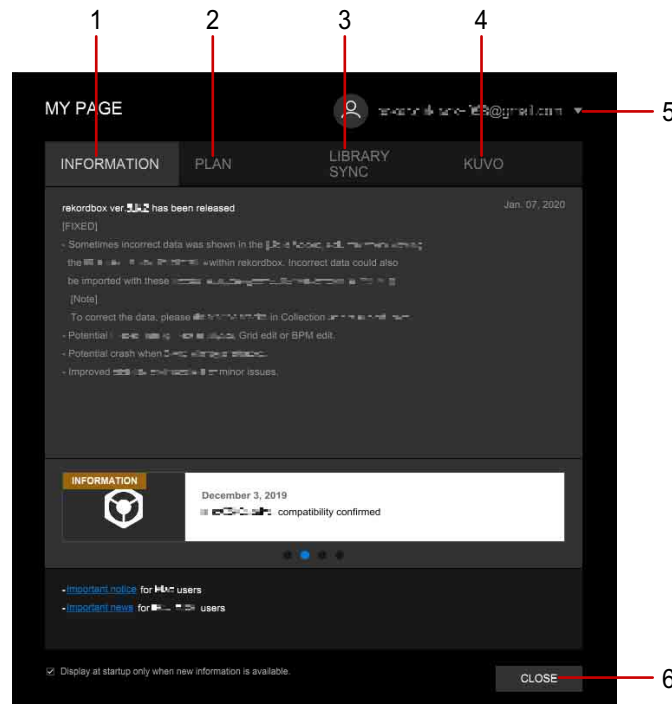 1 2 3 4
MY PAGE
@gmail.com
5
INFORMATION PLAN LIBRARY SYNC KUVO
rekordbox ver. has been released Jan. 07, 2020
[FIXED]
- Sometimes incorrect data was shown in the
the within rekordbox. Incorrect data could also
be imported with these
[Note]
To correct the data, please in Collection
- Potential Grid edit or BPM edit.
- Potential crash when
- Improved minor issues.
INFORMATION
December 3, 2019
compatibility confirmed
- Important notice for users
- Important news for users
Display at startup only when new information is available.
CLOSE
6